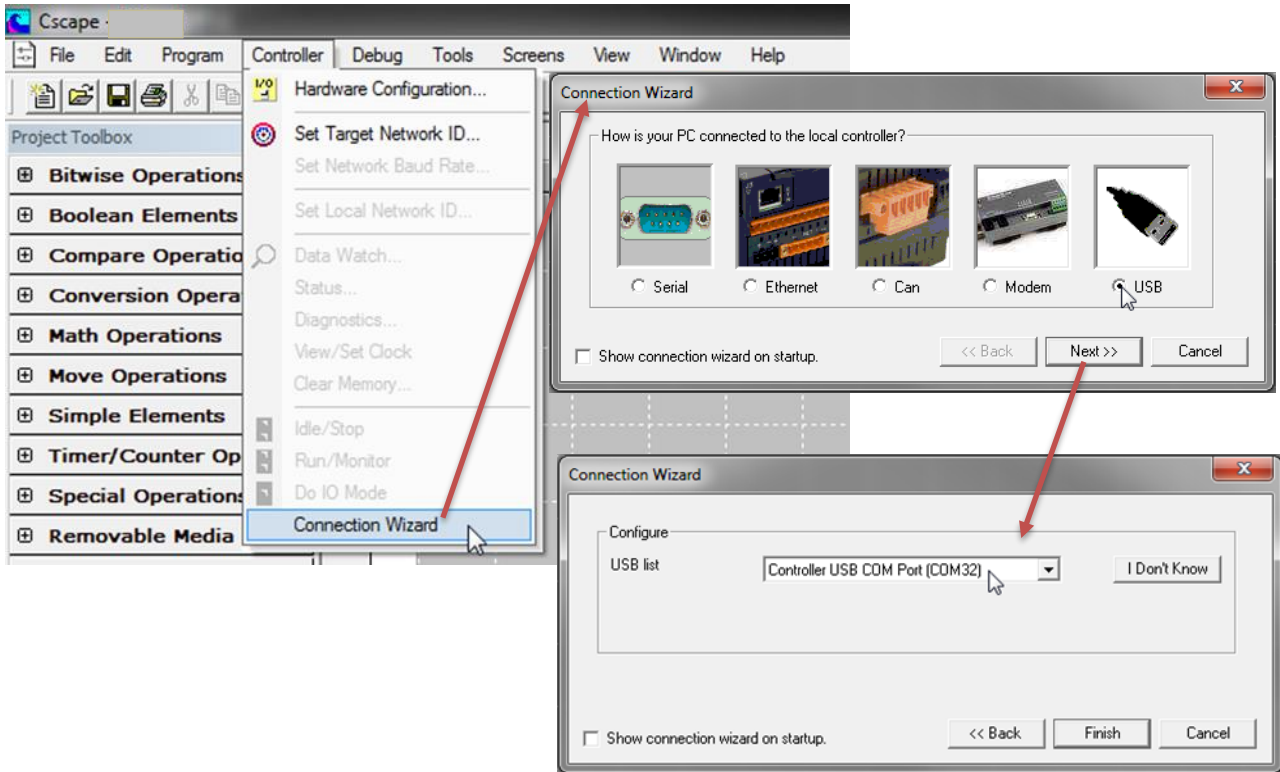 Cscape -
File Edit Program Controller Debug Tools Screens View Window Help
Project Toolbox
Bitwise Operations
Boolean Elements
Compare Operatio
Conversion Opera
Math Operations
Move Operations
Simple Elements
Timer/Counter Op
Special Operations
Removable Media
I/O
Hardware Configuration...
Set Target Network ID...
Set Network Baud Rate...
Set Local Network ID...
Data Watch...
Status...
Diagnostics...
View/Set Clock
Clear Memory...
Idle/Stop
Run/Monitor
Do IO Mode
Connection Wizard
Connection Wizard
How is your PC connected to the local controller?
Serial Ethernet Can Modem USB
Show connection wizard on startup.
<< Back Next >> Cancel
Connection Wizard
Configure
USB list
Controller USB COM Port (COM32)
I Don't Know
Show connection wizard on startup.
<< Back Finish Cancel